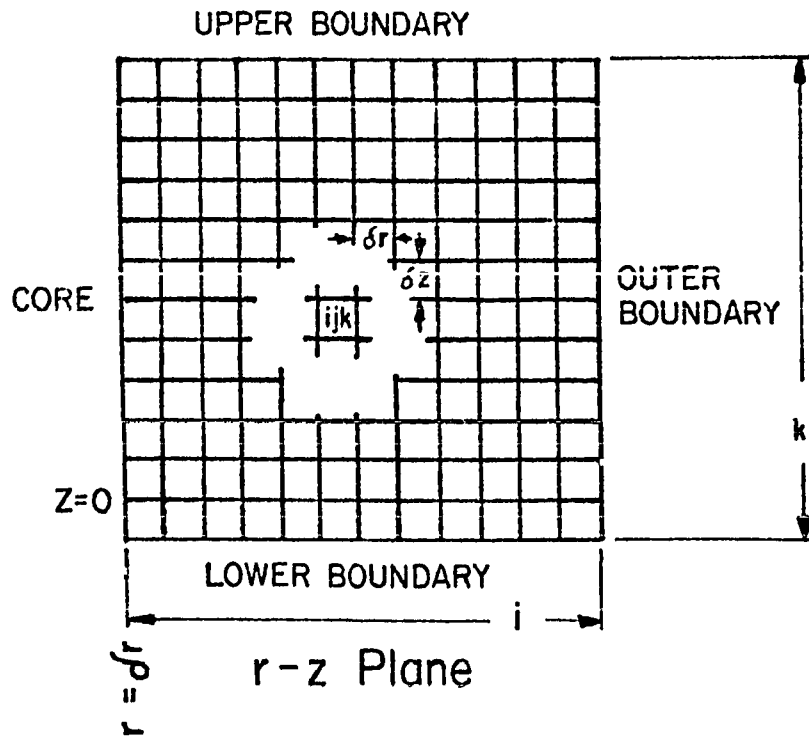 UPPER BOUNDARY
δr
δz
CORE
ijk
OUTER
BOUNDARY
k
Z=0
LOWER BOUNDARY
i
r = δr
r-z Plane